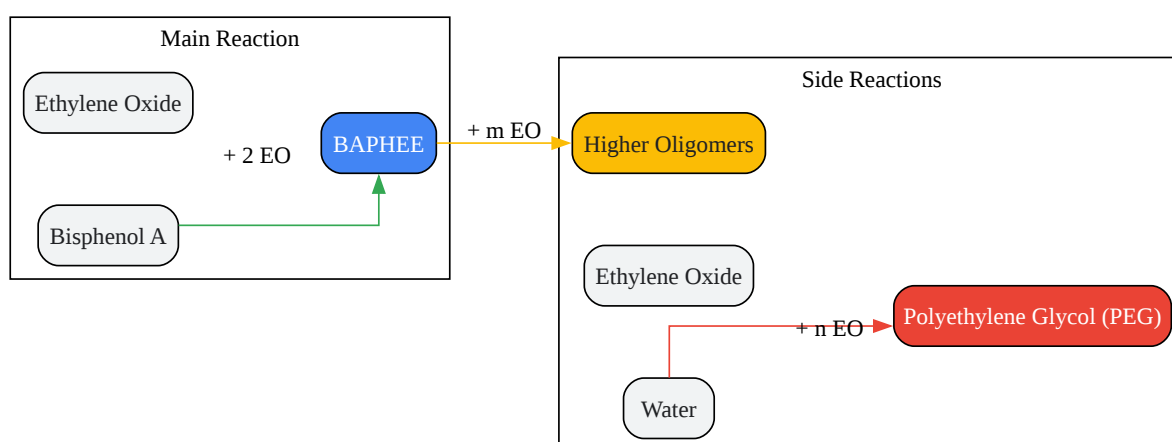 Main Reaction
Ethylene Oxide
+ 2 EO
BAPHEE
Bisphenol A
+ m EO
Side Reactions
Higher Oligomers
Ethylene Oxide
+ n EO
Polyethylene Glycol (PEG)
Water